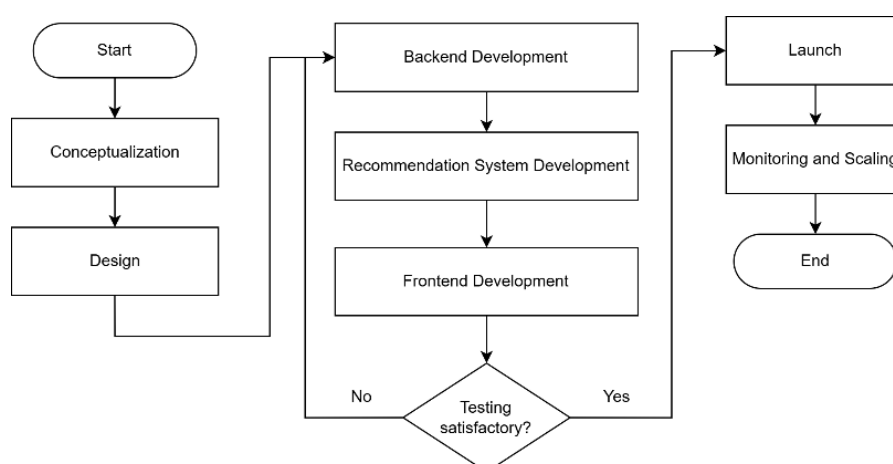 Start
Conceptualization
Design
Backend Development
Recommendation System Development
Frontend Development
Testing
satisfactory?
No
Yes
Launch
Monitoring and Scaling
End